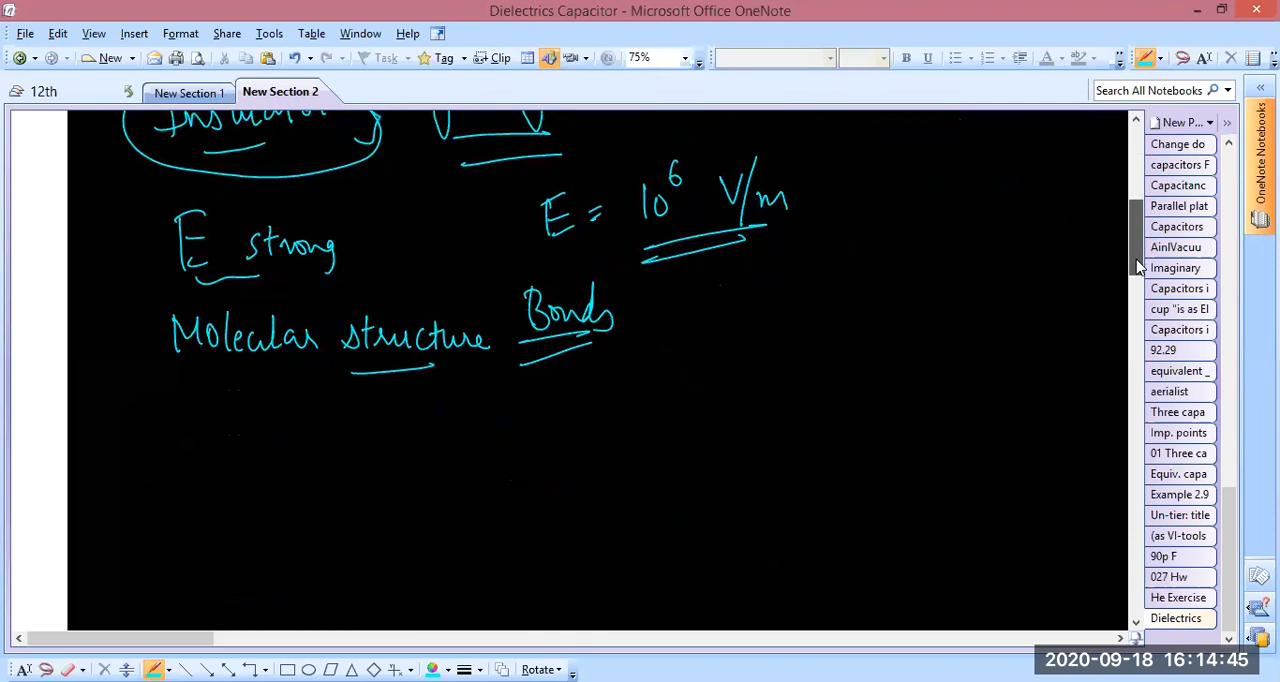 Dielectrics Capacitor - Microsoft Office OneNote
File Edit View Insert Format Share Tools Table Window Help
New Task Tag Clip 75% B U A ab
12th New Section 1 New Section 2 Search All Notebooks
New P...
Change do
capacitors F
Capacitanc
Parallel plat
Capacitors
AinlVacuu
Imaginary
Capacitors i
cup "is as El
Capacitors i
92.29
equivalent _
aerialist
Three capa
Imp. points
01 Three ca
Equiv. capa
Example 2.9
Un-tier: title
(as VI-tools
90p F
027 Hw
He Exercise
Dielectrics
OneNote Notebooks
Insulator
E = 10⁶ V/m
E strong
Molecular structure Bonds
Rotate
2020-09-18 16:14:45